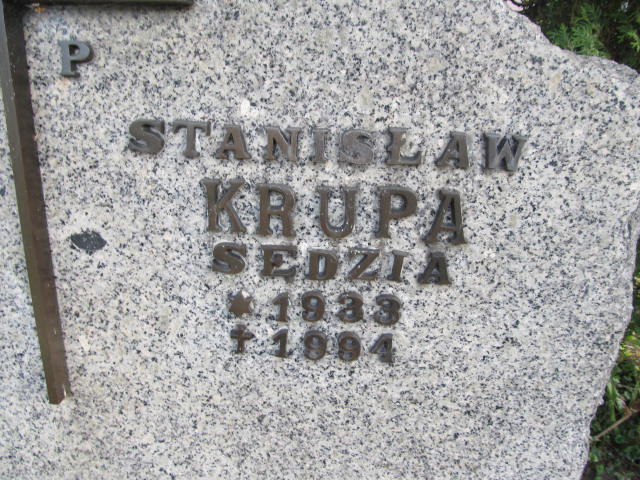 P
STANISŁAW
KRUPA
SĘDZIA
* 1933
✝ 1994